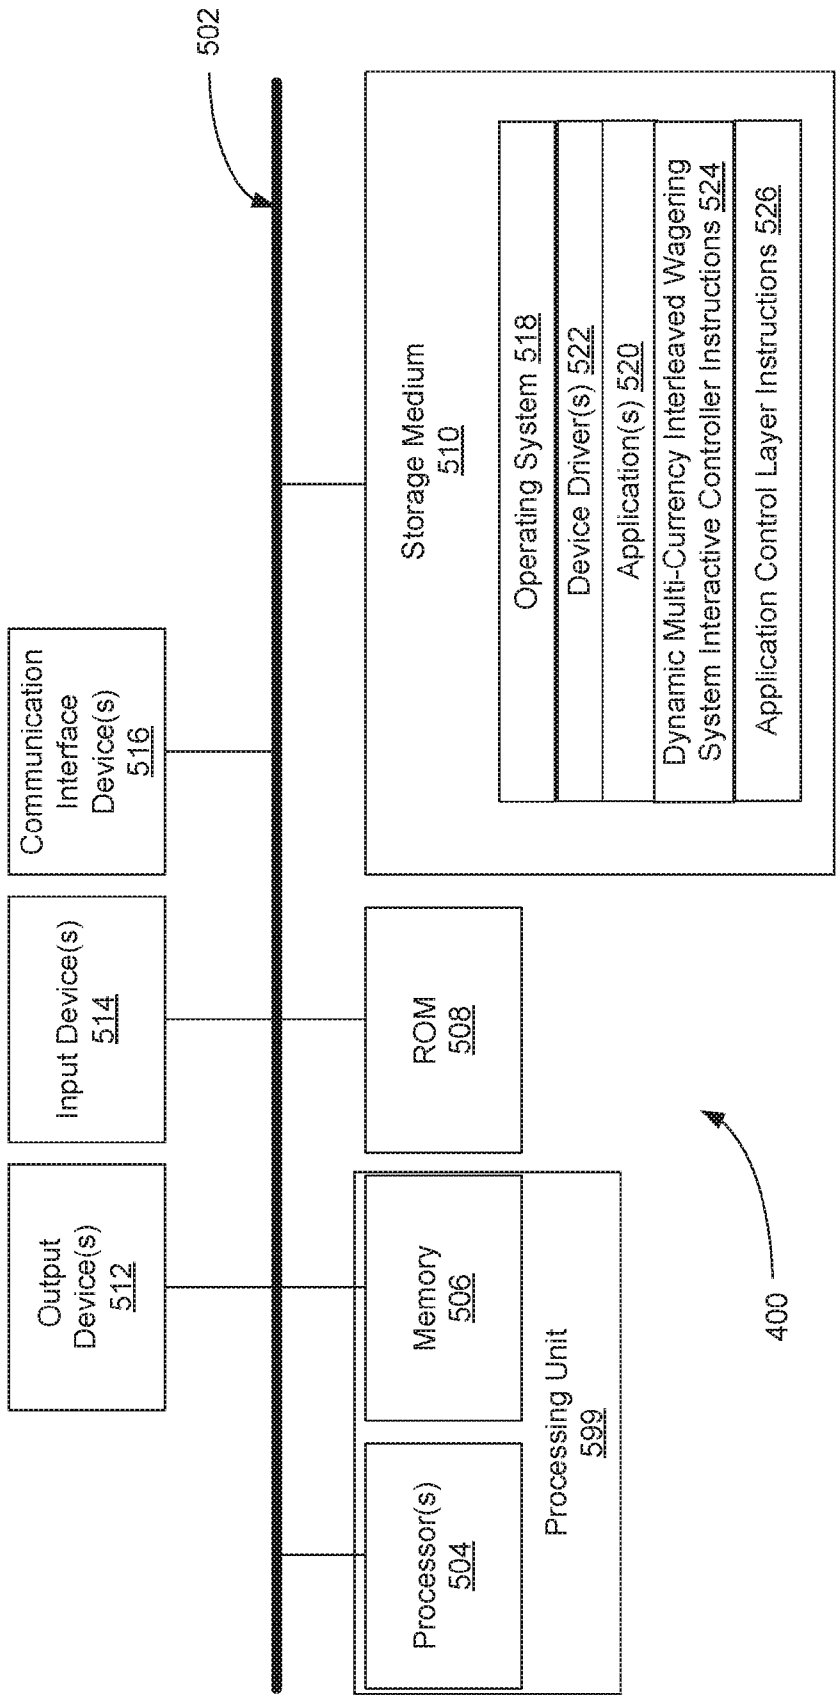 502
Output
Device(s)
512
Input Device(s)
514
Communication
Interface
Device(s)
516
Processor(s)
504
Memory
506
Processing Unit
599
ROM
508
Storage Medium
510
Operating System 518
Device Driver(s) 522
Application(s) 520
Dynamic Multi-Currency Interleaved Wagering
System Interactive Controller Instructions 524
Application Control Layer Instructions 526
400